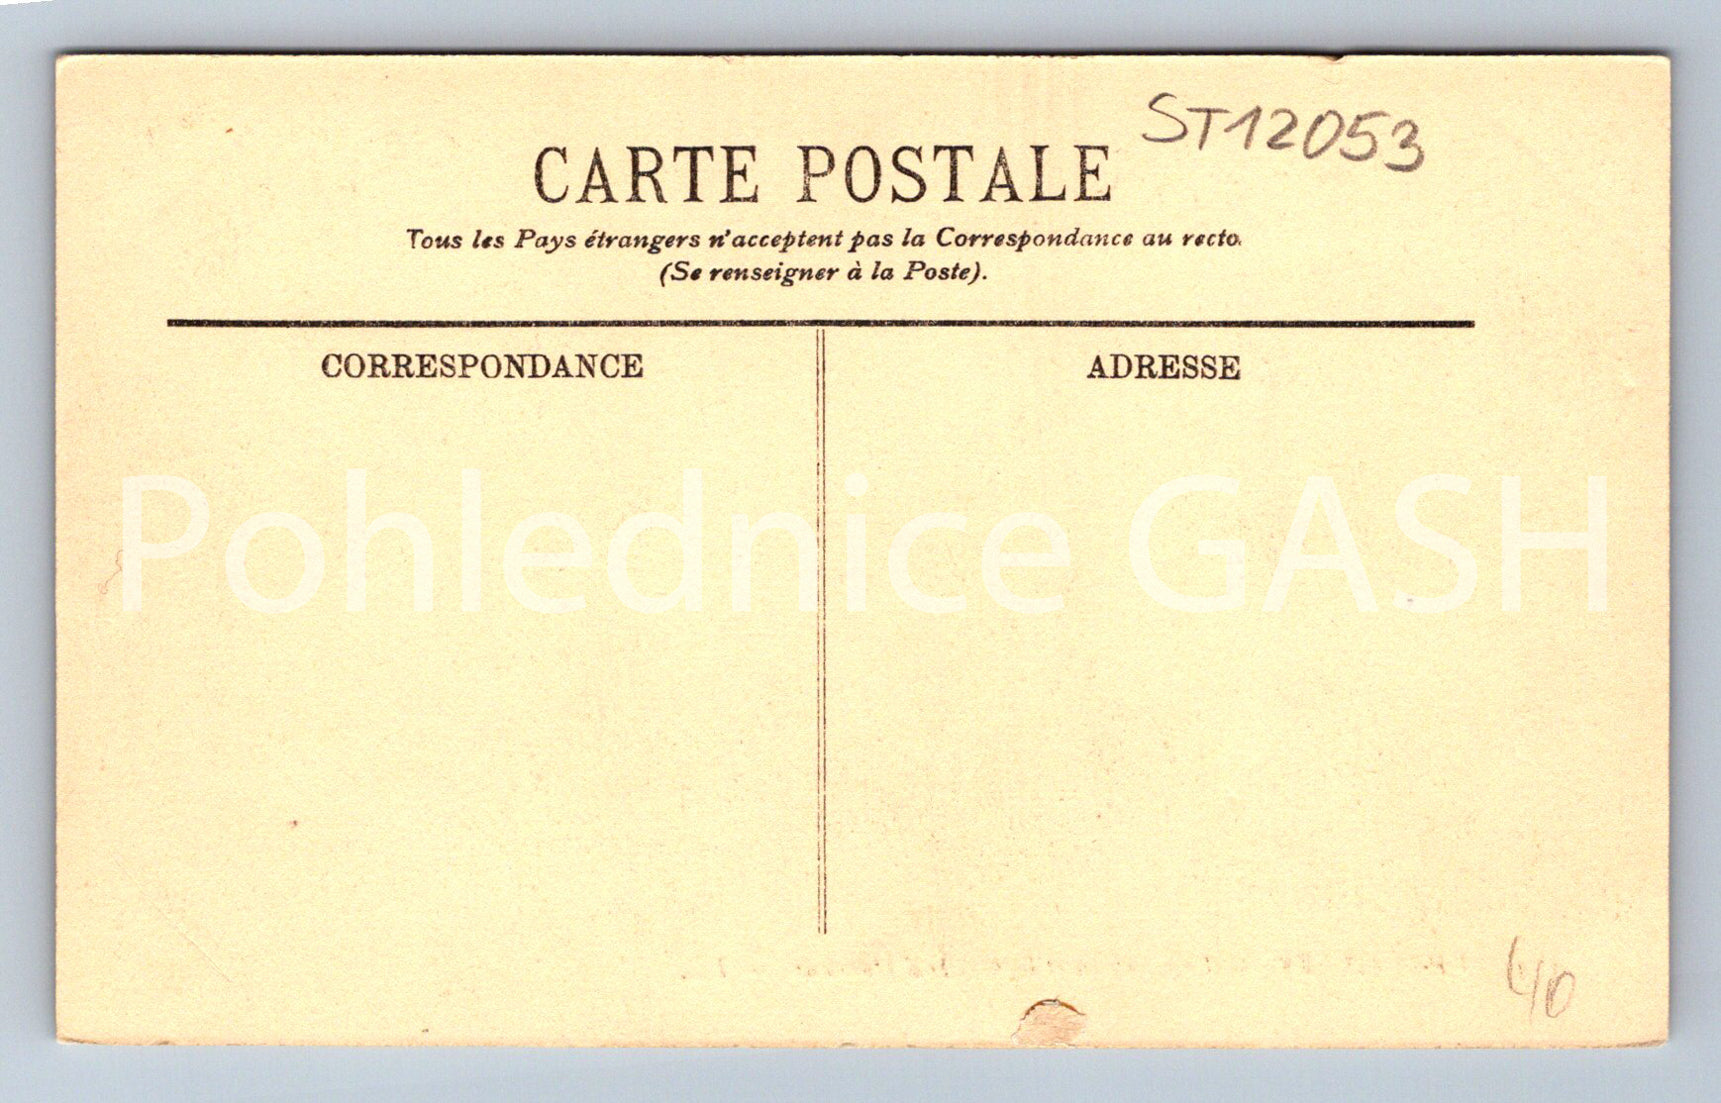 ST12053
CARTE POSTALE
Tous les Pays étrangers n'acceptent pas la Correspondance au recto.
(Se renseigner à la Poste).
CORRESPONDANCE
ADRESSE
Pohlednice GASH
40